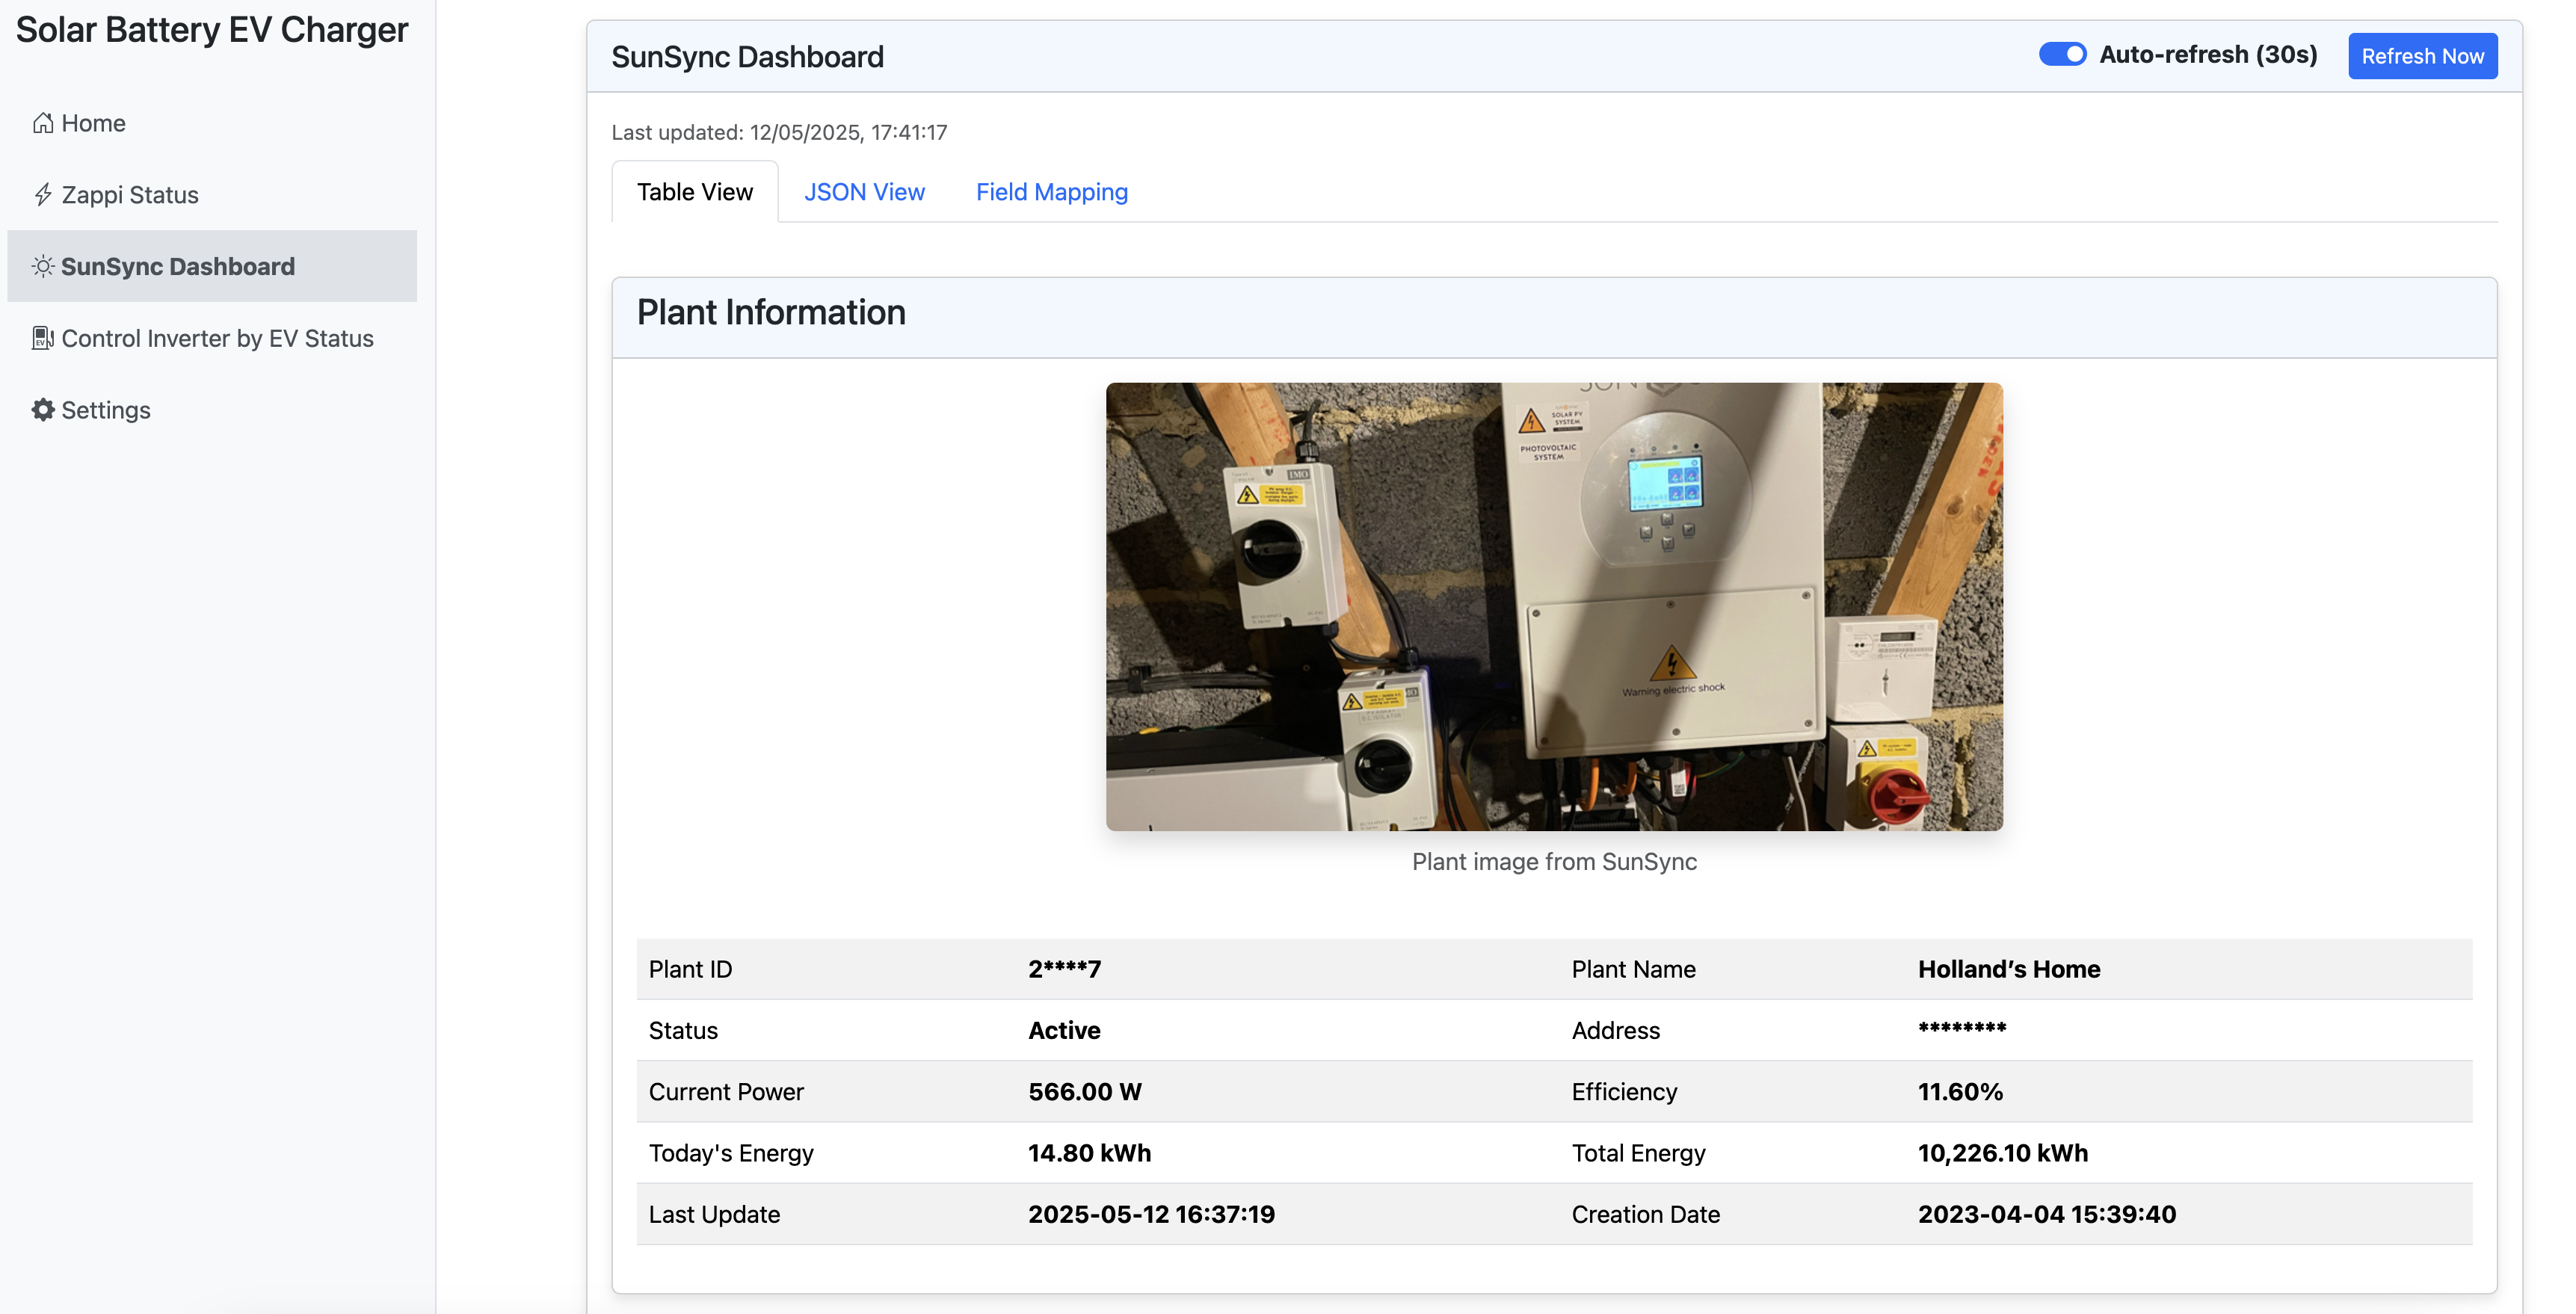 Solar Battery EV Charger
Home
Zappi Status
SunSync Dashboard
Control Inverter by EV Status
Settings
SunSync Dashboard
Auto-refresh (30s)
Refresh Now
Last updated: 12/05/2025, 17:41:17
Table View
JSON View
Field Mapping
Plant Information
SOLAR PV
SYSTEM
PHOTOVOLTAIC
SYSTEM
IMO
Warning electric shock
Plant image from SunSync
Plant ID 2****7 Plant Name Holland’s Home
Status Active Address ********
Current Power 566.00 W Efficiency 11.60%
Today's Energy 14.80 kWh Total Energy 10,226.10 kWh
Last Update 2025-05-12 16:37:19 Creation Date 2023-04-04 15:39:40